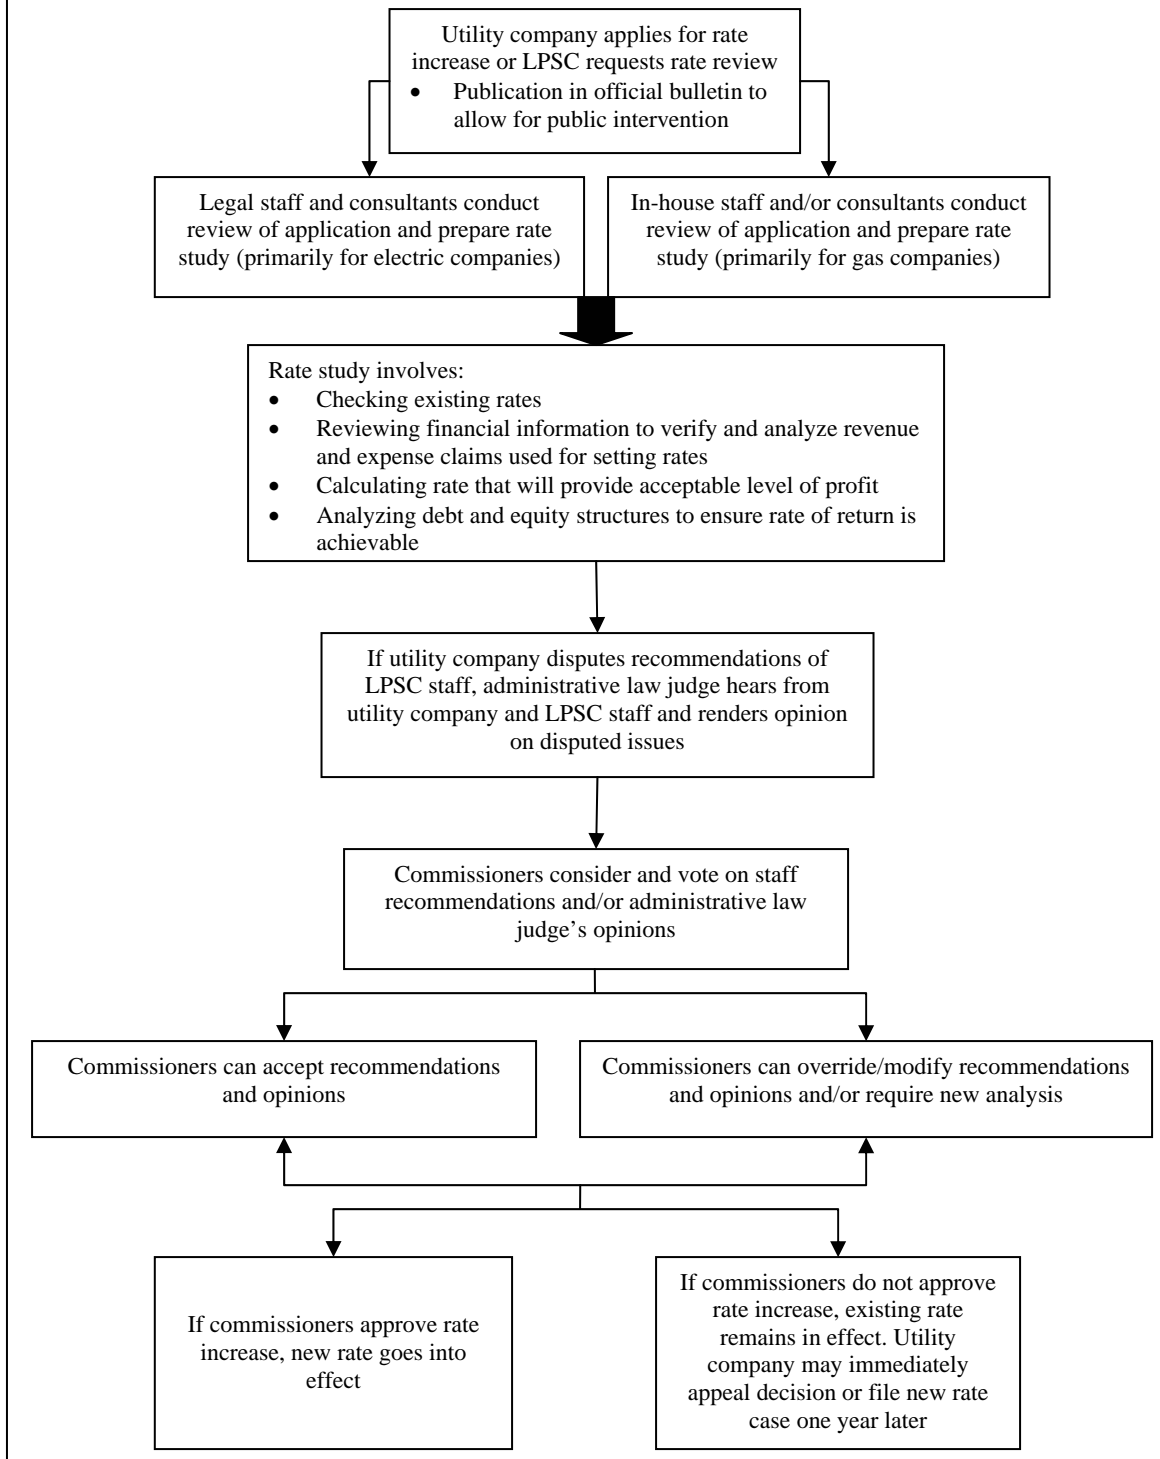 Utility company applies for rate
increase or LPSC requests rate review
• Publication in official bulletin to
allow for public intervention
Legal staff and consultants conduct
review of application and prepare rate
study (primarily for electric companies)
In-house staff and/or consultants conduct
review of application and prepare rate
study (primarily for gas companies)
Rate study involves:
• Checking existing rates
• Reviewing financial information to verify and analyze revenue
and expense claims used for setting rates
• Calculating rate that will provide acceptable level of profit
• Analyzing debt and equity structures to ensure rate of return is
achievable
If utility company disputes recommendations of
LPSC staff, administrative law judge hears from
utility company and LPSC staff and renders opinion
on disputed issues
Commissioners consider and vote on staff
recommendations and/or administrative law
judge’s opinions
Commissioners can accept recommendations
and opinions
Commissioners can override/modify recommendations
and opinions and/or require new analysis
If commissioners approve rate
increase, new rate goes into
effect
If commissioners do not approve
rate increase, existing rate
remains in effect. Utility
company may immediately
appeal decision or file new rate
case one year later